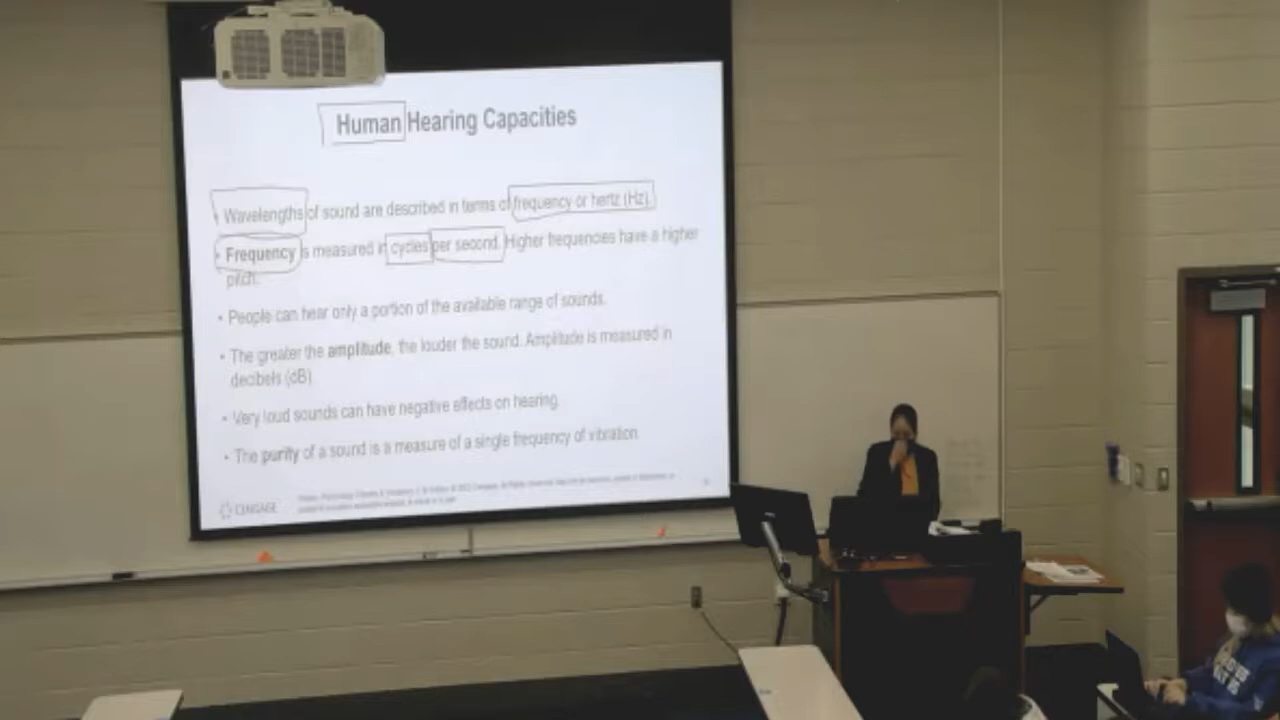 Human Hearing Capacities
• Wavelengths of sound are described in terms of frequency or hertz (Hz).
• Frequency is measured in cycles per second. Higher frequencies have a higher
pitch.
• People can hear only a portion of the available range of sounds.
• The greater the amplitude, the louder the sound. Amplitude is measured in
decibels (dB)
• Very loud sounds can have negative effects on hearing.
• The purity of a sound is a measure of a single frequency of vibration.
CENGAGE